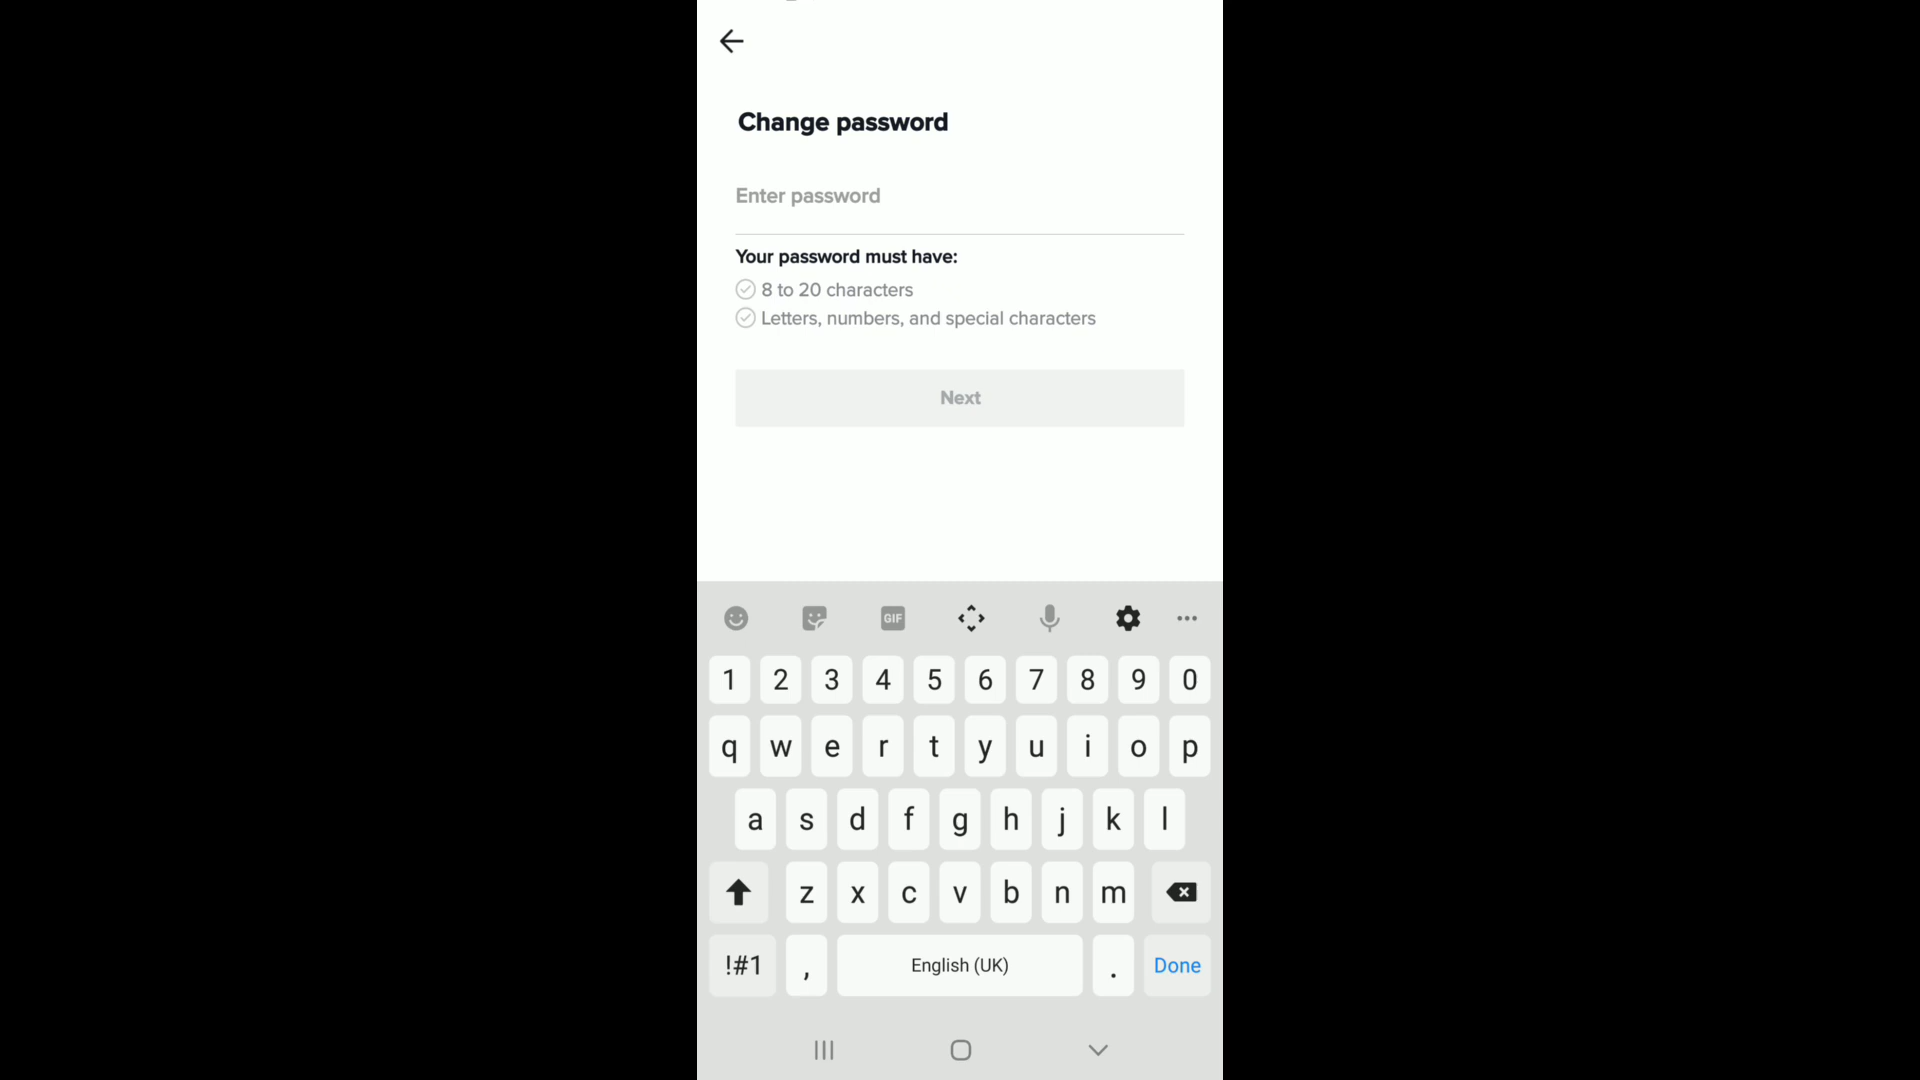 Change password
Enter password
Your password must have:
8 to 20 characters
Letters, numbers, and special characters
Next
GIF
1 2 3 4 5 6 7 8 9 0
q w e r t y u i o p
a s d f g h j k l
z x c v b n m
!#1 , English (UK) . Done